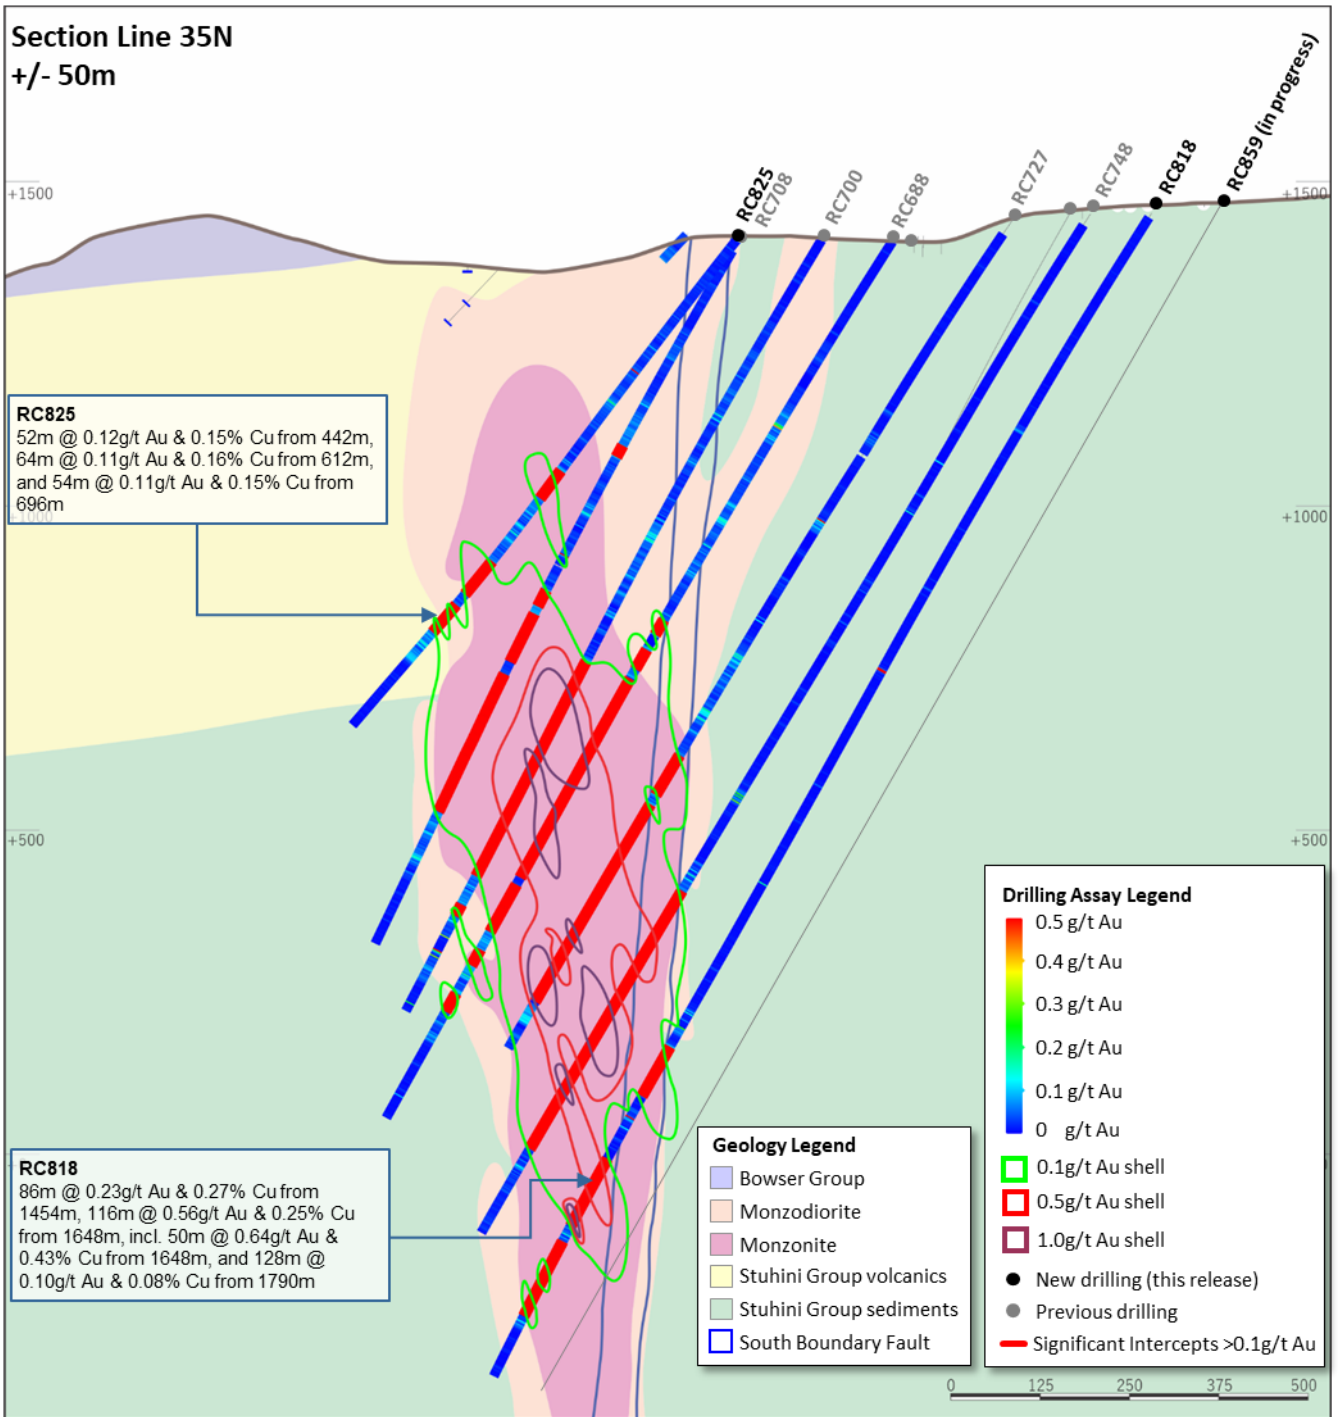 Section Line 35N
+/- 50m
RC825
RC708
RC700
RC688
RC727
RC748
RC818
RC859 (in progress)
+1500
+1500
RC825
52m @ 0.12g/t Au & 0.15% Cu from 442m,
64m @ 0.11g/t Au & 0.16% Cu from 612m,
and 54m @ 0.11g/t Au & 0.15% Cu from
696m
+1000
+1000
+500
+500
RC818
86m @ 0.23g/t Au & 0.27% Cu from
1454m, 116m @ 0.56g/t Au & 0.25% Cu
from 1648m, incl. 50m @ 0.64g/t Au &
0.43% Cu from 1648m, and 128m @
0.10g/t Au & 0.08% Cu from 1790m
Geology Legend
Bowser Group
Monzodiorite
Monzonite
Stuhini Group volcanics
Stuhini Group sediments
South Boundary Fault
Drilling Assay Legend
0.5 g/t Au
0.4 g/t Au
0.3 g/t Au
0.2 g/t Au
0.1 g/t Au
0 g/t Au
0.1g/t Au shell
0.5g/t Au shell
1.0g/t Au shell
New drilling (this release)
Previous drilling
Significant Intercepts >0.1g/t Au
0 125 250 375 500